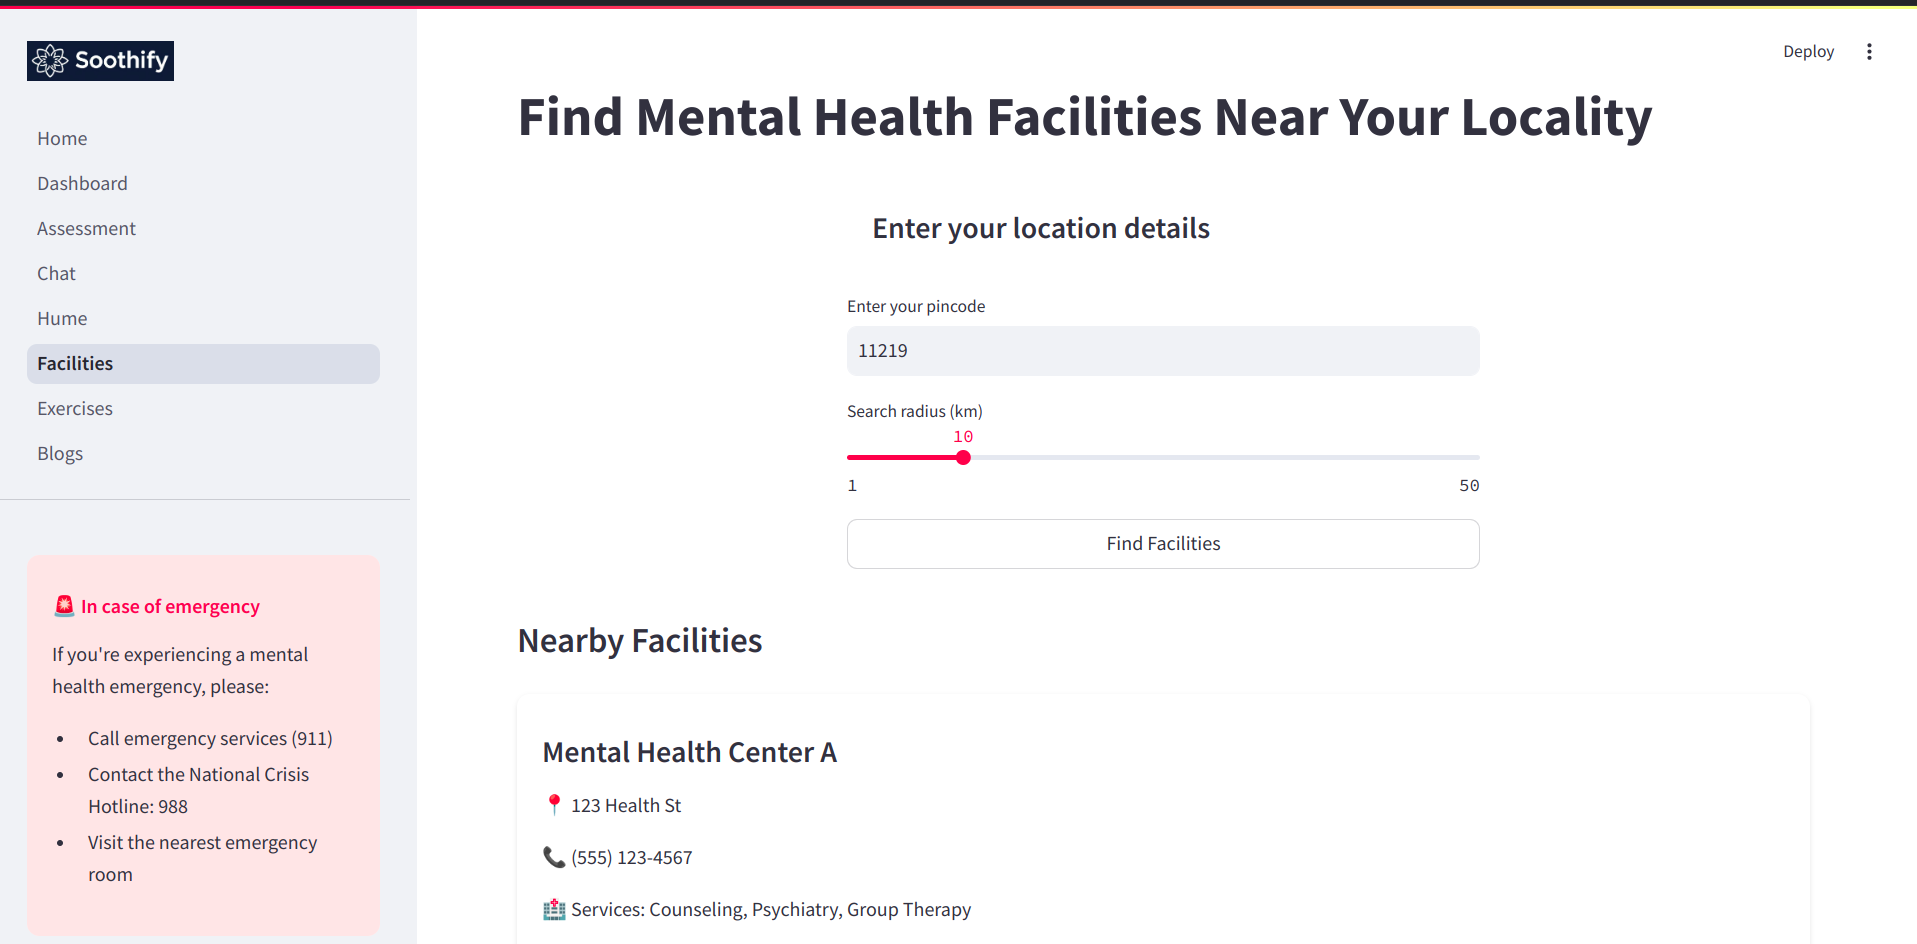 Soothify
Home
Dashboard
Assessment
Chat
Hume
Facilities
Exercises
Blogs
🚨 In case of emergency
If you're experiencing a mental
health emergency, please:
• Call emergency services (911)
• Contact the National Crisis
Hotline: 988
• Visit the nearest emergency
room
Deploy
Find Mental Health Facilities Near Your Locality
Enter your location details
Enter your pincode
11219
Search radius (km)
10
1 50
Find Facilities
Nearby Facilities
Mental Health Center A
📍 123 Health St
📞 (555) 123-4567
🏥 Services: Counseling, Psychiatry, Group Therapy